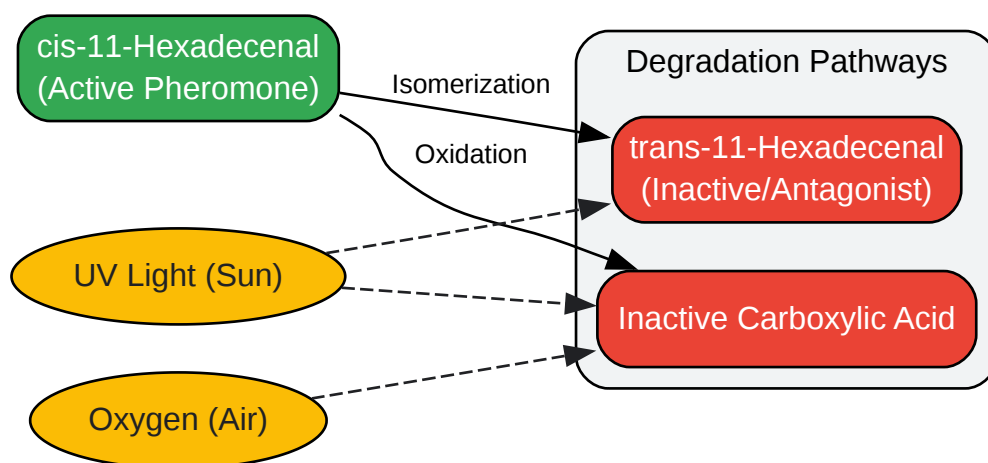 cis-11-Hexadecenal
(Active Pheromone)
Isomerization
Oxidation
UV Light (Sun)
Oxygen (Air)
Degradation Pathways
trans-11-Hexadecenal
(Inactive/Antagonist)
Inactive Carboxylic Acid